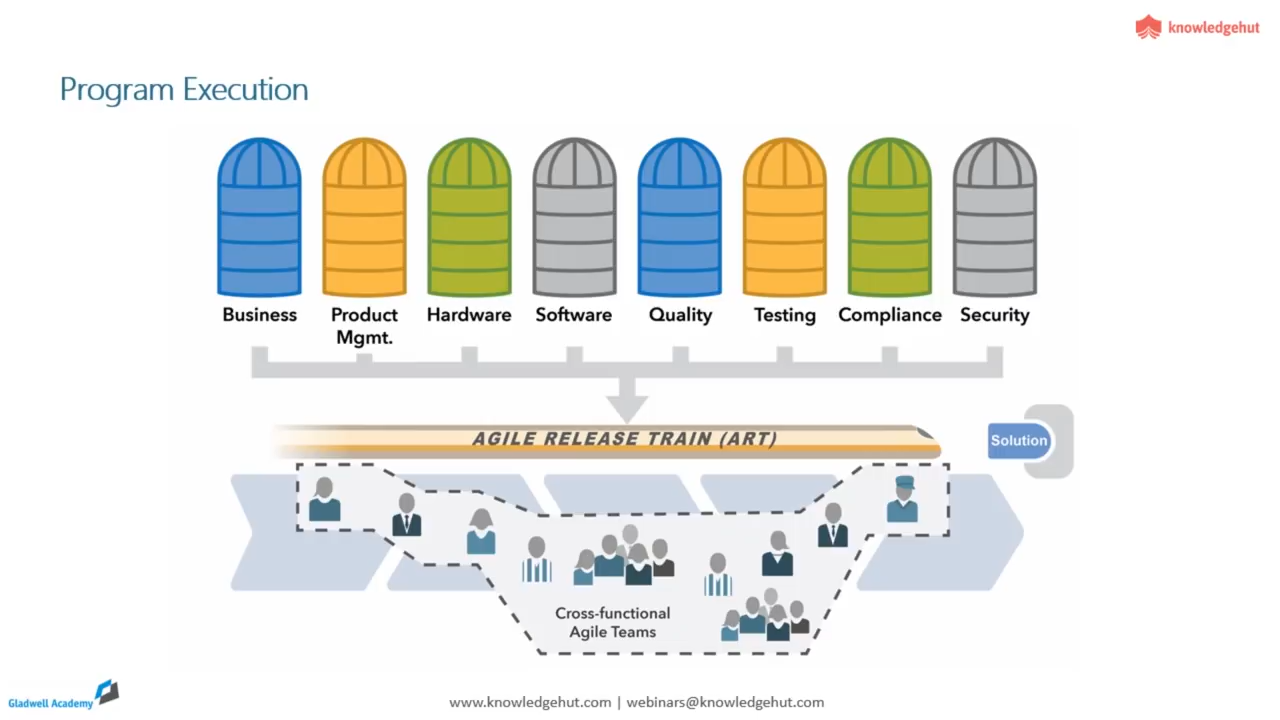 knowledgehut
Program Execution
Business
Product
Mgmt.
Hardware
Software
Quality
Testing
Compliance
Security
AGILE RELEASE TRAIN (ART)
Solution
Cross-functional
Agile Teams
Gladwell Academy
www.knowledgehut.com | webinars@knowledgehut.com